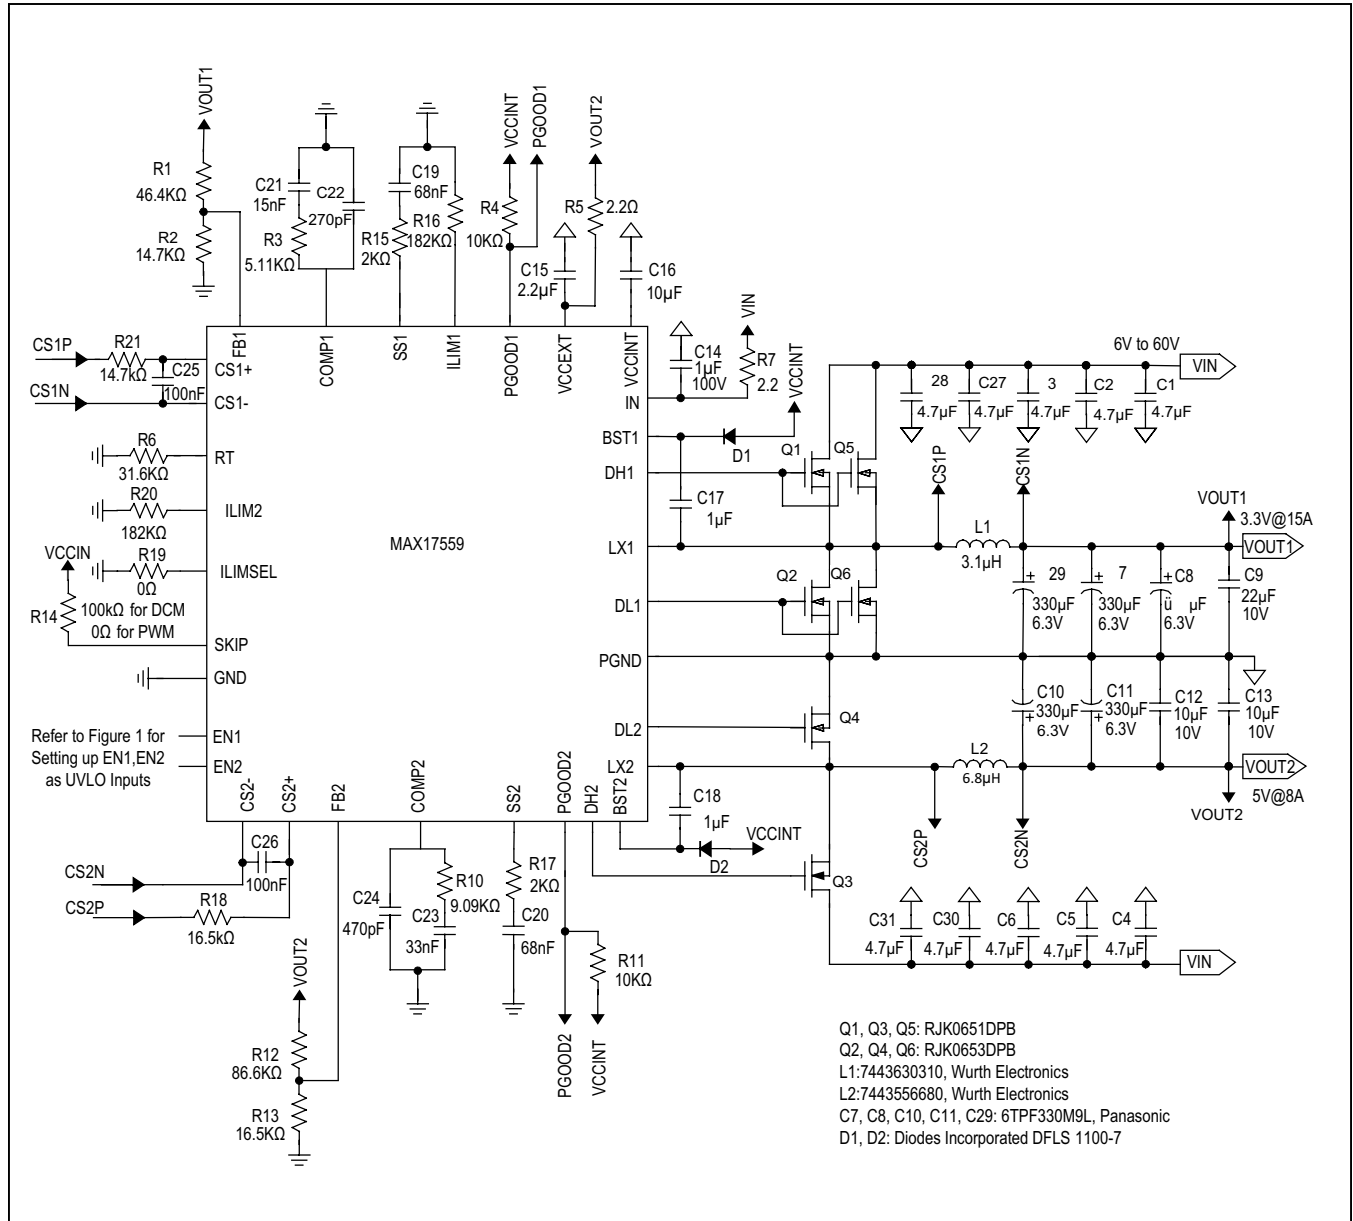 VOUT1
R1
46.4KΩ
R2
14.7KΩ
C21
15nF
C22
270pF
R3
5.11KΩ
C19
68nF
R15
2KΩ
R16
182KΩ
VCCINT
PGOOD1
R4
10KΩ
VOUT2
R5
2.2Ω
C15
2.2µF
C16
10µF
FB1
COMP1
SS1
ILIM1
PGOOD1
VCCEXT
VCCINT
CS1P
R21
14.7kΩ
C25
100nF
CS1N
CS1+
CS1-
R6
31.6KΩ
RT
R20
182KΩ
ILIM2
VCCIN
R19
0Ω
ILIMSEL
R14
100kΩ for DCM
0Ω for PWM
SKIP
GND
Refer to Figure 1 for
Setting up EN1,EN2
as UVLO Inputs
EN1
EN2
MAX17559
C14
1µF
100V
VIN
R7
2.2
VCCINT
IN
BST1
D1
DH1
C17
1µF
LX1
DL1
PGND
DL2
LX2
Q1
Q5
Q2
Q6
Q4
Q3
6V to 60V
VIN
28
4.7µF
C27
4.7µF
3
4.7µF
C2
4.7µF
C1
4.7µF
CS1P
CS1N
L1
3.1µH
VOUT1
3.3V@15A
VOUT1
29
330µF
6.3V
7
330µF
6.3V
C8
ü µF
6.3V
C9
22µF
10V
C10
330µF
6.3V
C11
330µF
6.3V
C12
10µF
10V
C13
10µF
10V
L2
6.8µH
VOUT2
5V@8A
VOUT2
CS2P
CS2N
CS2-
CS2+
FB2
COMP2
SS2
PGOOD2
DH2
BST2
C18
1µF
VCCINT
D2
CS2N
C26
100nF
CS2P
R18
16.5kΩ
VOUT2
R12
86.6KΩ
R13
16.5KΩ
C24
470pF
R10
9.09KΩ
C23
33nF
R17
2KΩ
C20
68nF
R11
10KΩ
PGOOD2
VCCINT
C31
4.7µF
C30
4.7µF
C6
4.7µF
C5
4.7µF
C4
4.7µF
VIN
Q1, Q3, Q5: RJK0651DPB
Q2, Q4, Q6: RJK0653DPB
L1:7443630310, Wurth Electronics
L2:7443556680, Wurth Electronics
C7, C8, C10, C11, C29: 6TPF330M9L, Panasonic
D1, D2: Diodes Incorporated DFLS 1100-7